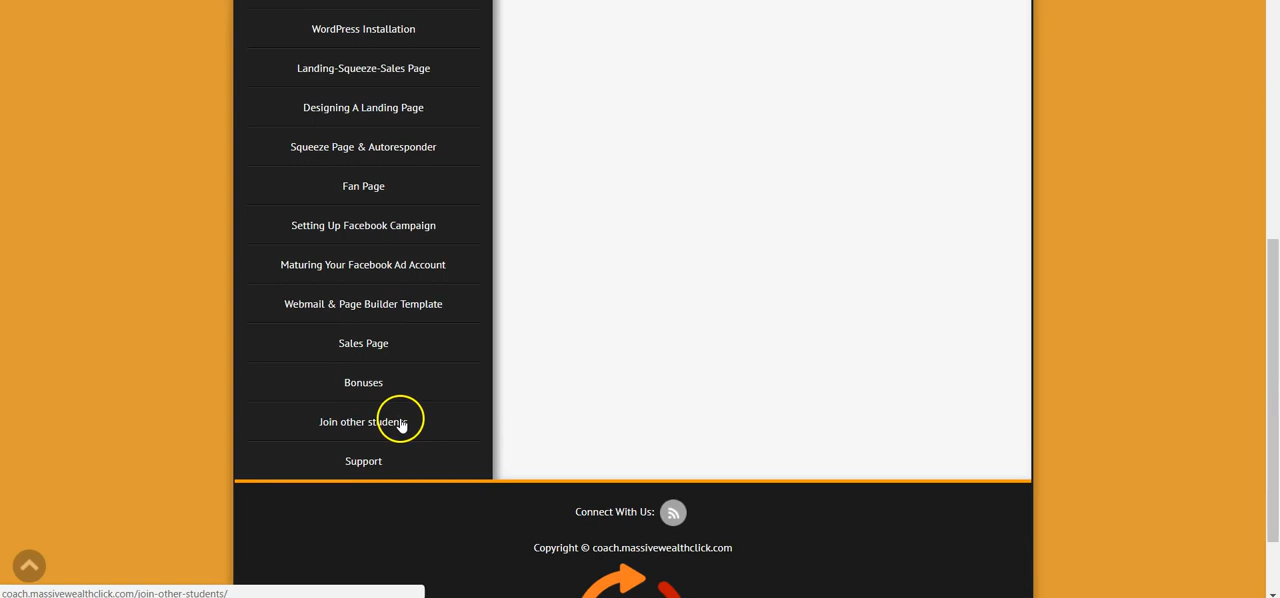 WordPress Installation
Landing-Squeeze-Sales Page
Designing A Landing Page
Squeeze Page & Autoresponder
Fan Page
Setting Up Facebook Campaign
Maturing Your Facebook Ad Account
Webmail & Page Builder Template
Sales Page
Bonuses
Join other students
Support
Connect With Us:
Copyright © coach.massivewealthclick.com
coach.massivewealthclick.com/join-other-students/